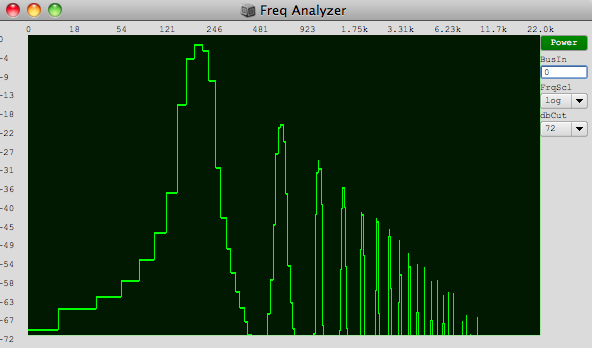 Freq Analyzer
0 18 54 121 246 481 923 1.75k 3.31k 6.23k 11.7k 22.0k
0
-4
-9
-13
-18
-22
-27
-31
-36
-40
-45
-49
-54
-58
-63
-67
-72
Power
BusIn
0
FrqScl
log
dbCut
72